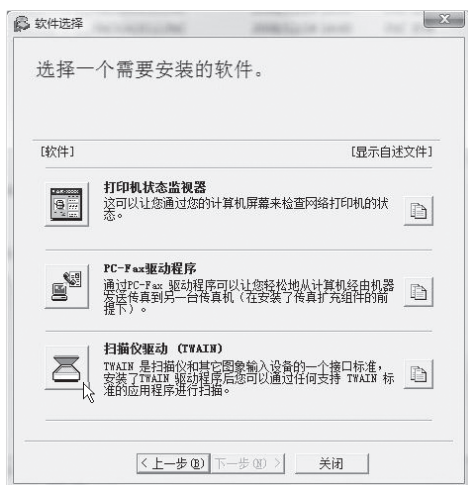 软件选择
选择一个需要安装的软件。
[软件] [显示自述文件]
打印机状态监视器
这可以让您通过您的计算机屏幕来检查网络打印机的状
态。
PC-Fax驱动程序
通过PC-Fax 驱动程序可以让您轻松地从计算机经由机器
发送传真到另一台传真机（在安装了传真扩充组件的前
提下）。
扫描仪驱动 (TWAIN)
TWAIN 是扫描仪和其它图象输入设备的一个接口标准，
安装了TWAIN 驱动程序后您可以通过任何支持 TWAIN 标
准的应用程序进行扫描。
<上一步(B) 下一步(N) > 关闭